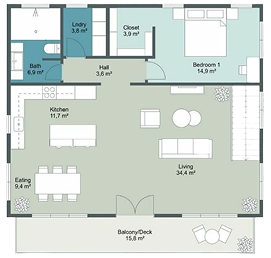 Lndry
3,8 m²
Closet
3,9 m²
Bath
6,9 m²
Hall
3,6 m²
Bedroom 1
14,9 m²
Kitchen
11,7 m²
Living
34,4 m²
Eating
9,4 m²
Balcony/Deck
15,8 m²